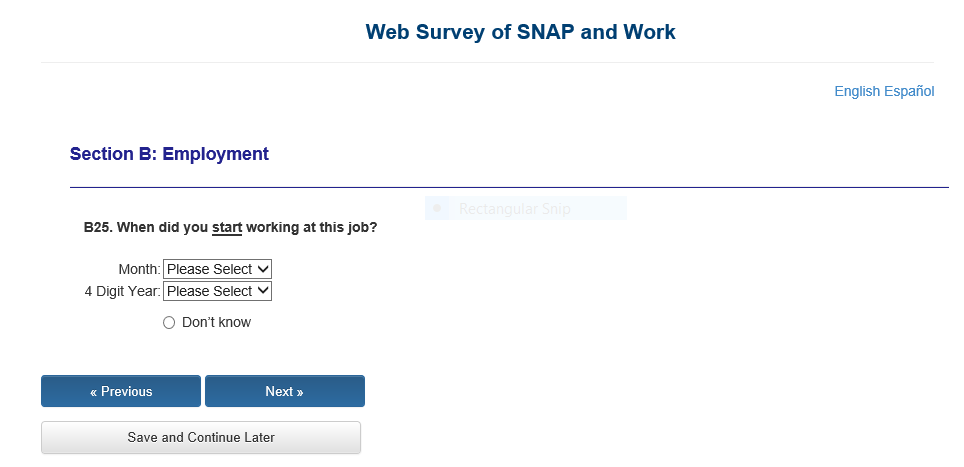 Web Survey of SNAP and Work
English Español
Section B: Employment
Rectangular Snip
B25. When did you start working at this job?
Month: Please Select
4 Digit Year: Please Select
Don't know
« Previous Next »
Save and Continue Later